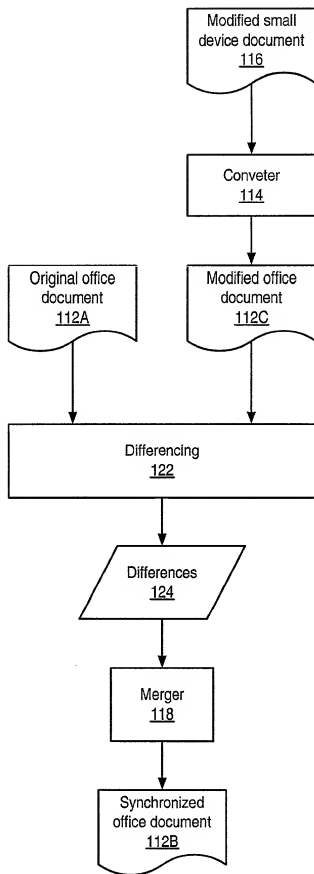 Modified small
device document
116
Conveter
114
Original office
document
112A
Modified office
document
112C
Differencing
122
Differences
124
Merger
118
Synchronized
office document
112B